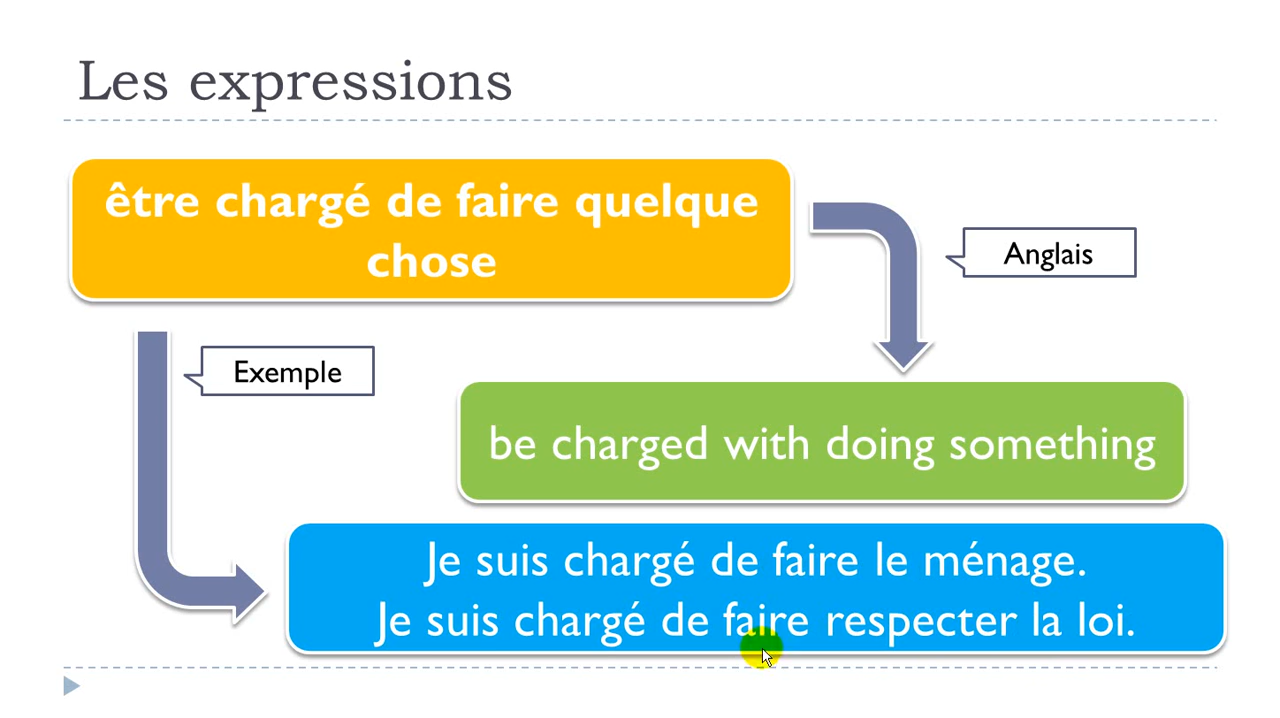 Les expressions
être chargé de faire quelque
chose
Anglais
Exemple
be charged with doing something
Je suis chargé de faire le ménage.
Je suis chargé de faire respecter la loi.